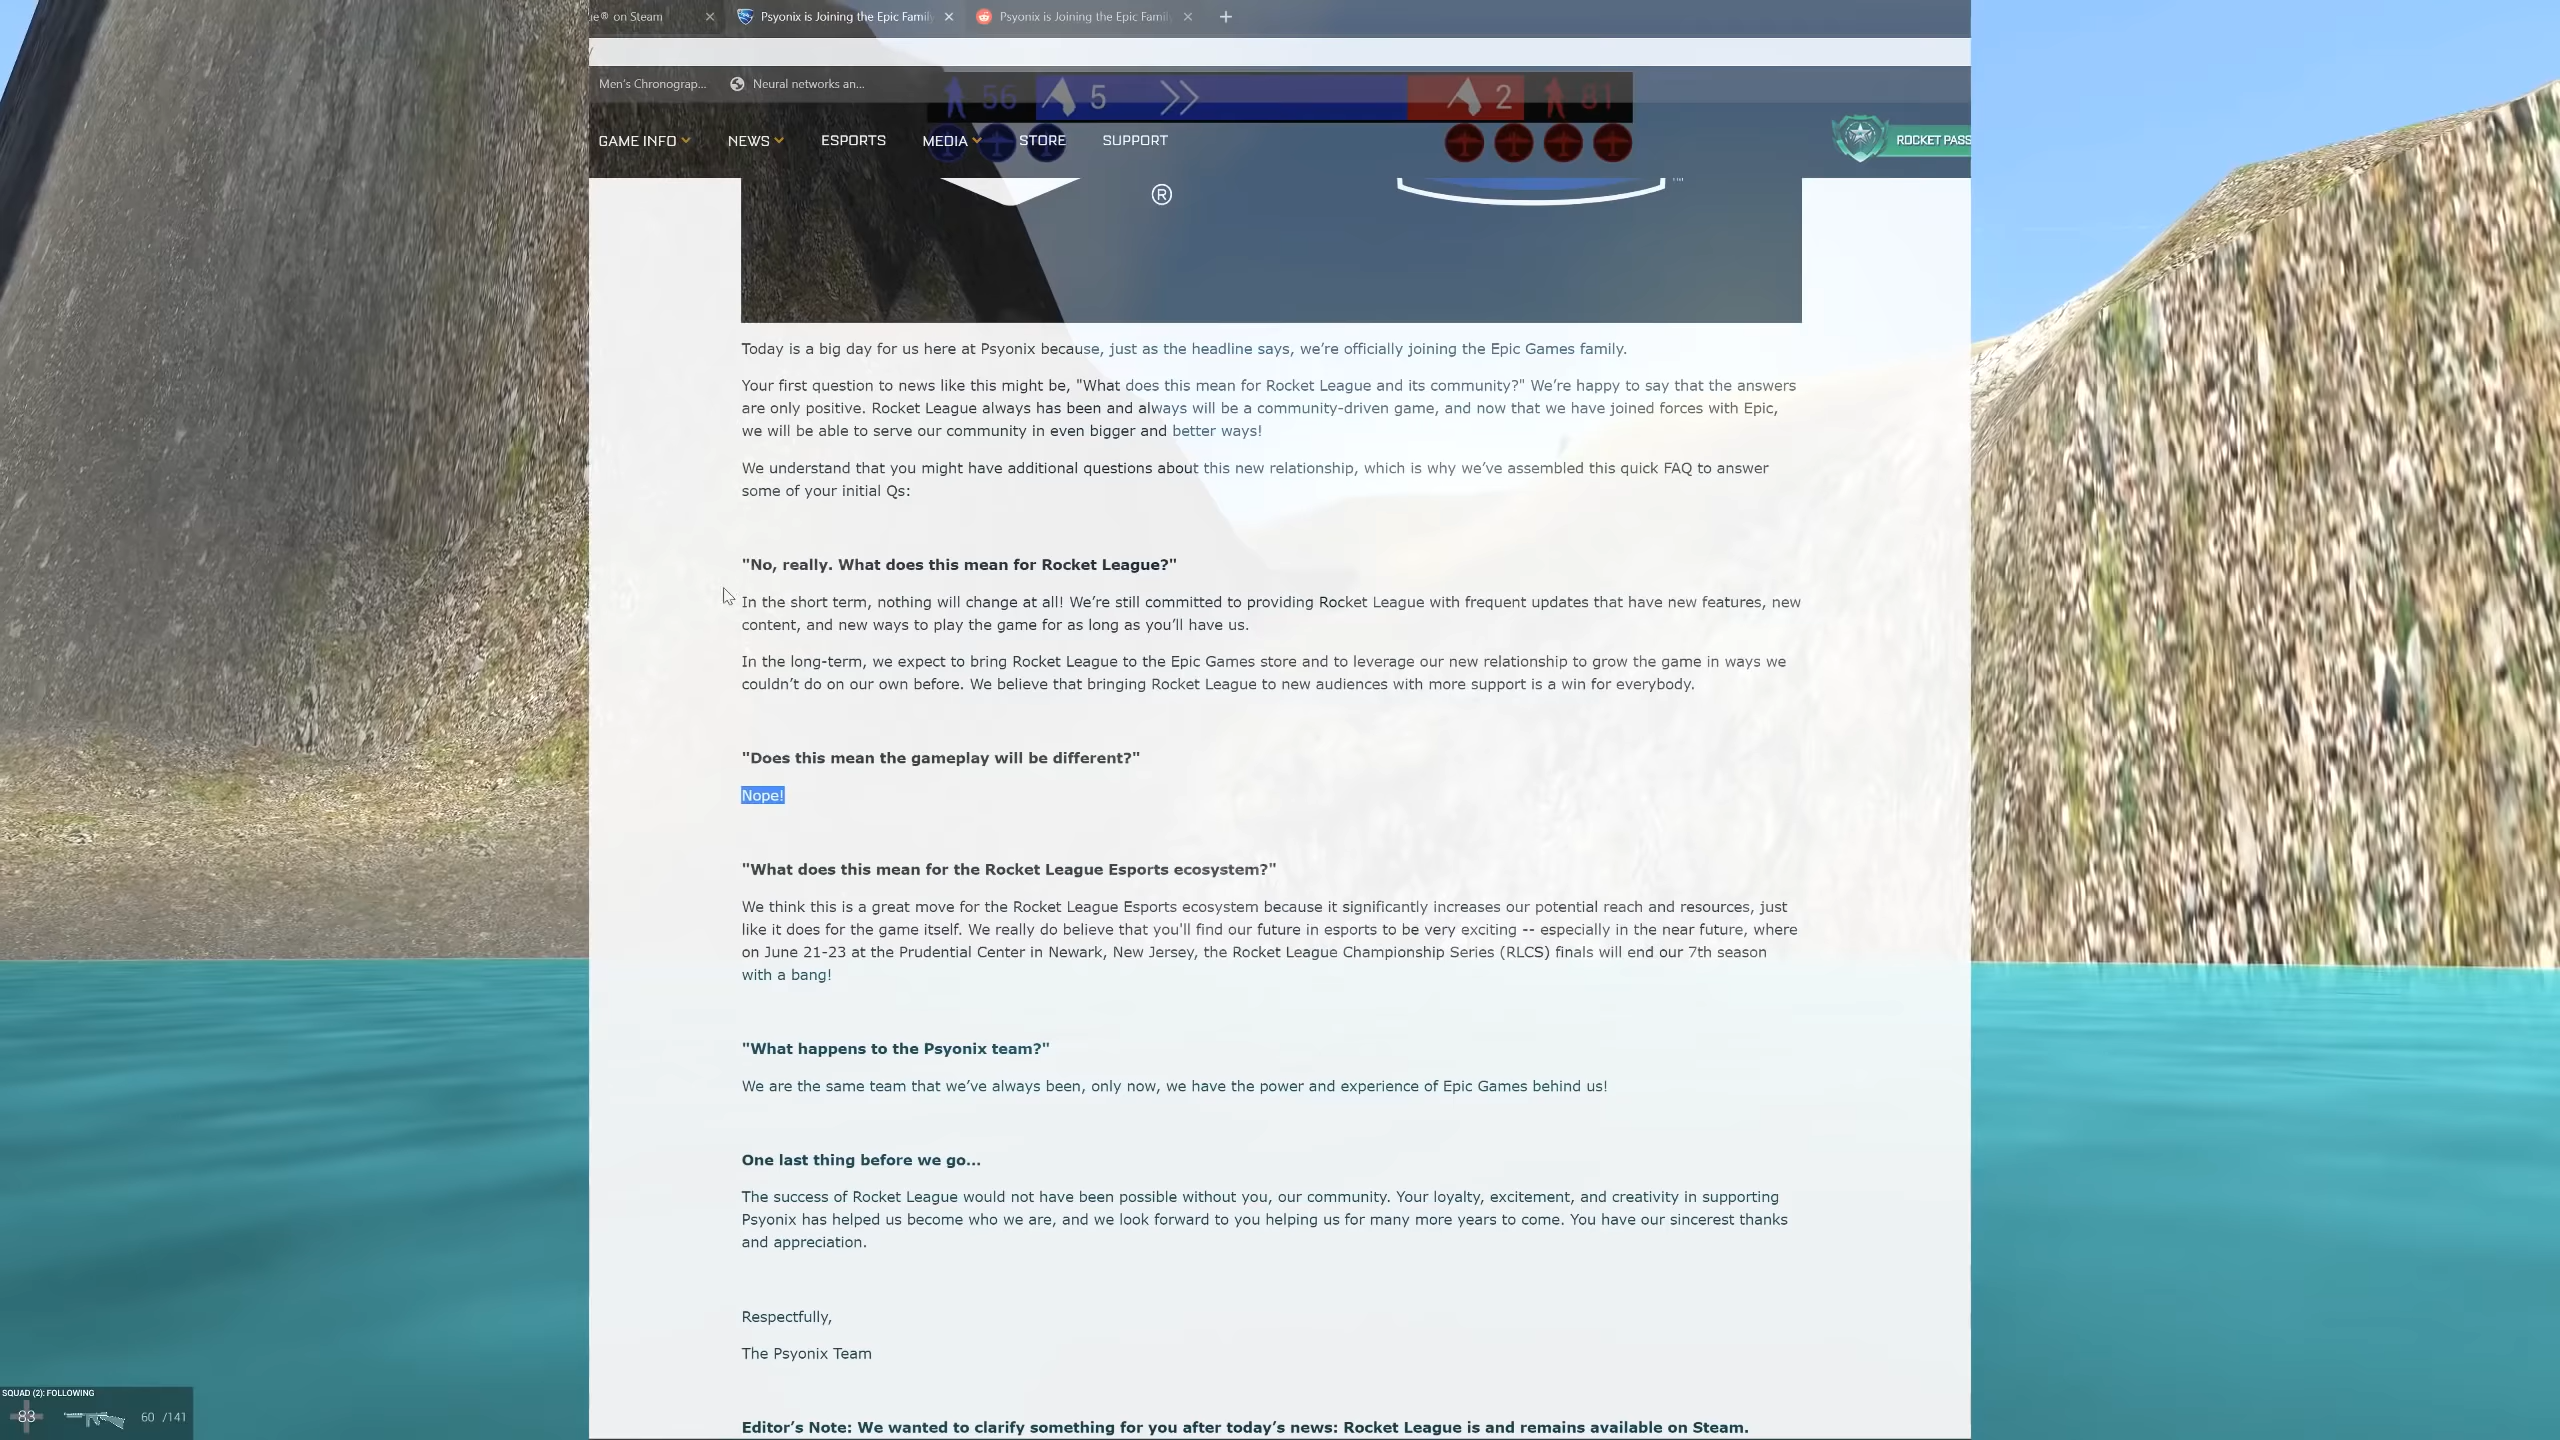 ue® on Steam
Psyonix is Joining the Epic Family
Psyonix is Joining the Epic Famil
Men's Chronograp...
Neural networks an...
56
5
2
81
GAME INFO
NEWS
ESPORTS
MEDIA
STORE
SUPPORT
ROCKET PASS
®
Today is a big day for us here at Psyonix because, just as the headline says, we're officially joining the Epic Games family.
Your first question to news like this might be, "What does this mean for Rocket League and its community?" We're happy to say that the answers
are only positive. Rocket League always has been and always will be a community-driven game, and now that we have joined forces with Epic,
we will be able to serve our community in even bigger and better ways!
We understand that you might have additional questions about this new relationship, which is why we've assembled this quick FAQ to answer
some of your initial Qs:
"No, really. What does this mean for Rocket League?"
In the short term, nothing will change at all! We're still committed to providing Rocket League with frequent updates that have new features, new
content, and new ways to play the game for as long as you'll have us.
In the long-term, we expect to bring Rocket League to the Epic Games store and to leverage our new relationship to grow the game in ways we
couldn't do on our own before. We believe that bringing Rocket League to new audiences with more support is a win for everybody.
"Does this mean the gameplay will be different?"
Nope!
"What does this mean for the Rocket League Esports ecosystem?"
We think this is a great move for the Rocket League Esports ecosystem because it significantly increases our potential reach and resources, just
like it does for the game itself. We really do believe that you'll find our future in esports to be very exciting -- especially in the near future, where
on June 21-23 at the Prudential Center in Newark, New Jersey, the Rocket League Championship Series (RLCS) finals will end our 7th season
with a bang!
"What happens to the Psyonix team?"
We are the same team that we've always been, only now, we have the power and experience of Epic Games behind us!
One last thing before we go...
The success of Rocket League would not have been possible without you, our community. Your loyalty, excitement, and creativity in supporting
Psyonix has helped us become who we are, and we look forward to you helping us for many more years to come. You have our sincerest thanks
and appreciation.
Respectfully,
The Psyonix Team
Editor's Note: We wanted to clarify something for you after today's news: Rocket League is and remains available on Steam.
SQUAD (2): FOLLOWING
83
60 /141